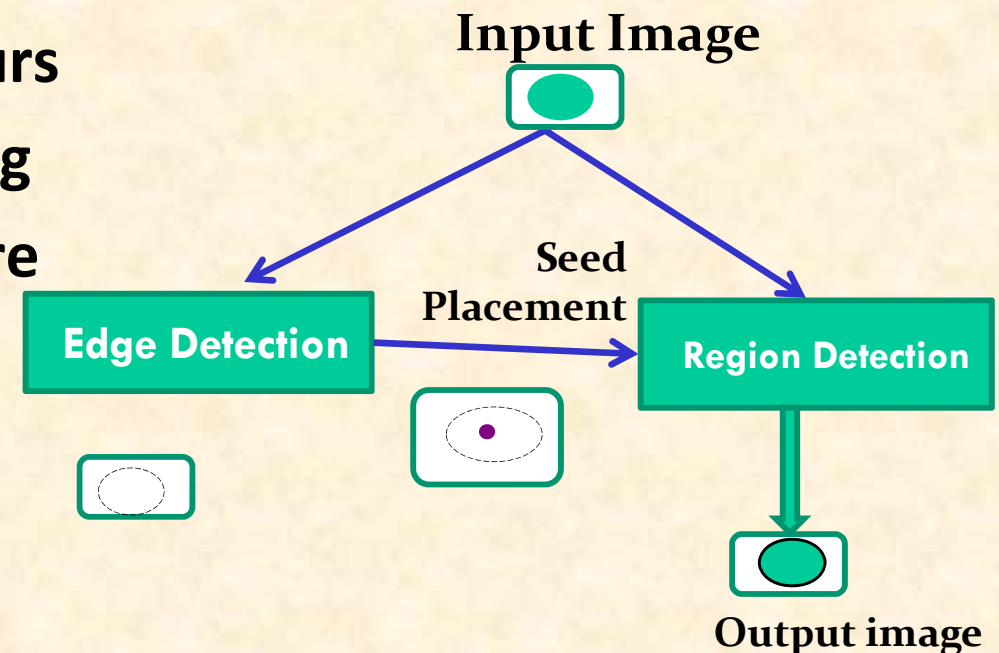 Input Image
Seed
Placement
Edge Detection
Region Detection
Output image